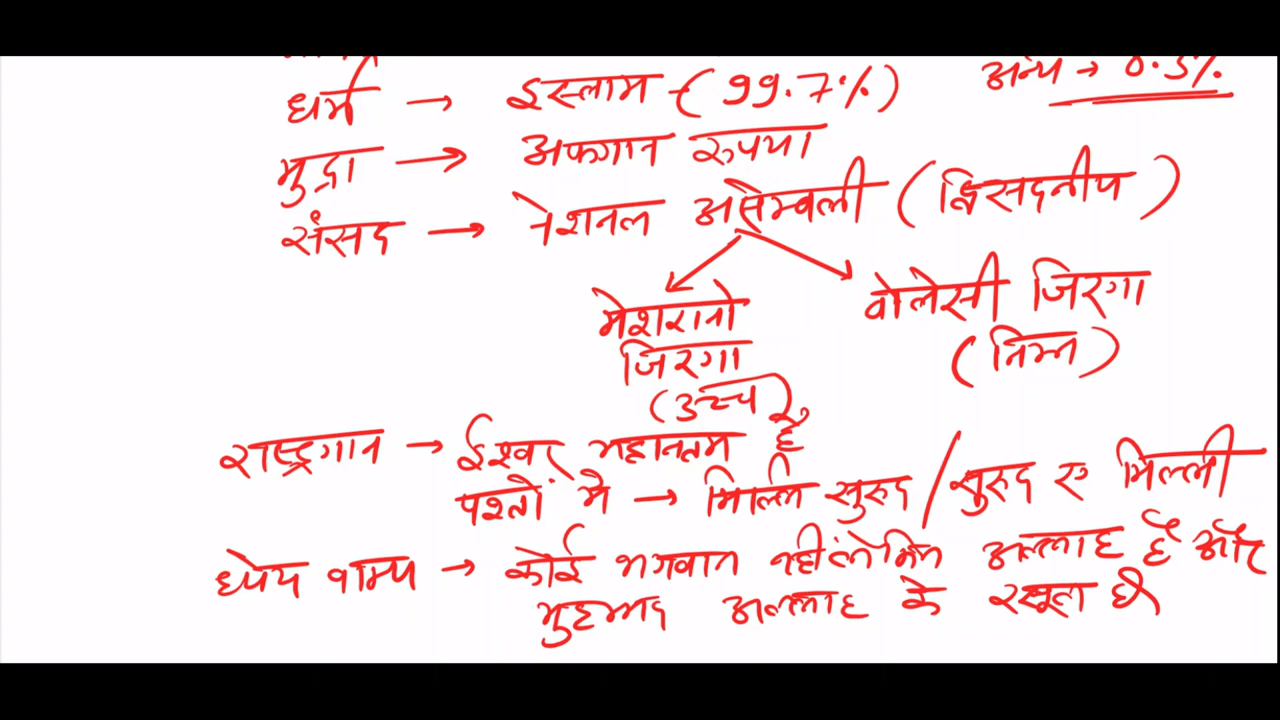 धर्म → इस्लाम - (99.7%) अन्य → 0.3%
मुद्रा → अफगान रुपया
संसद → नेशनल असेम्बली (द्विसदनीय)
मेशरानो जिरगा (उच्च)
वोलेसी जिरगा (निम्न)
राष्ट्रगान → ईश्वर महानतम है
पश्तो में → मिल्लि सुरुद / सुरुद ए मिल्ली
ध्येय वाक्य → कोई भगवान नहीं लेकिन अल्लाह है और
मुहम्मद अल्लाह के रसूल है